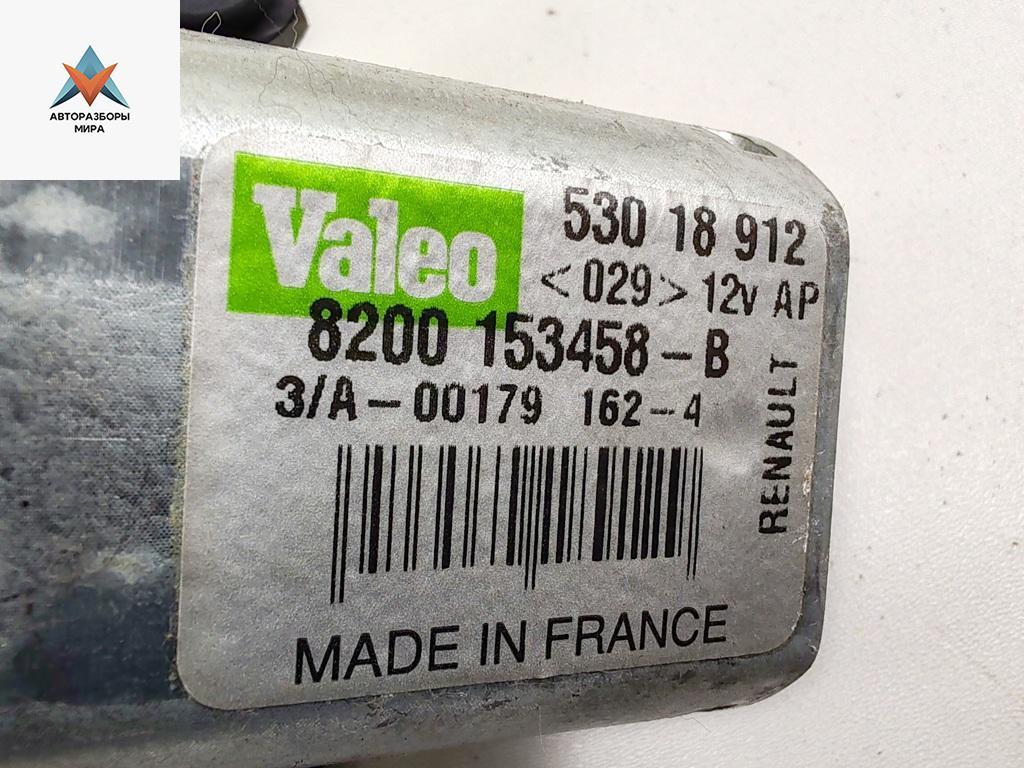 АВТОРАЗБОРЫ
МИРА
Valeo
530 18 912
<029> 12v AP
8200 153458-B
3/A-00179 162-4
RENAULT
MADE IN FRANCE